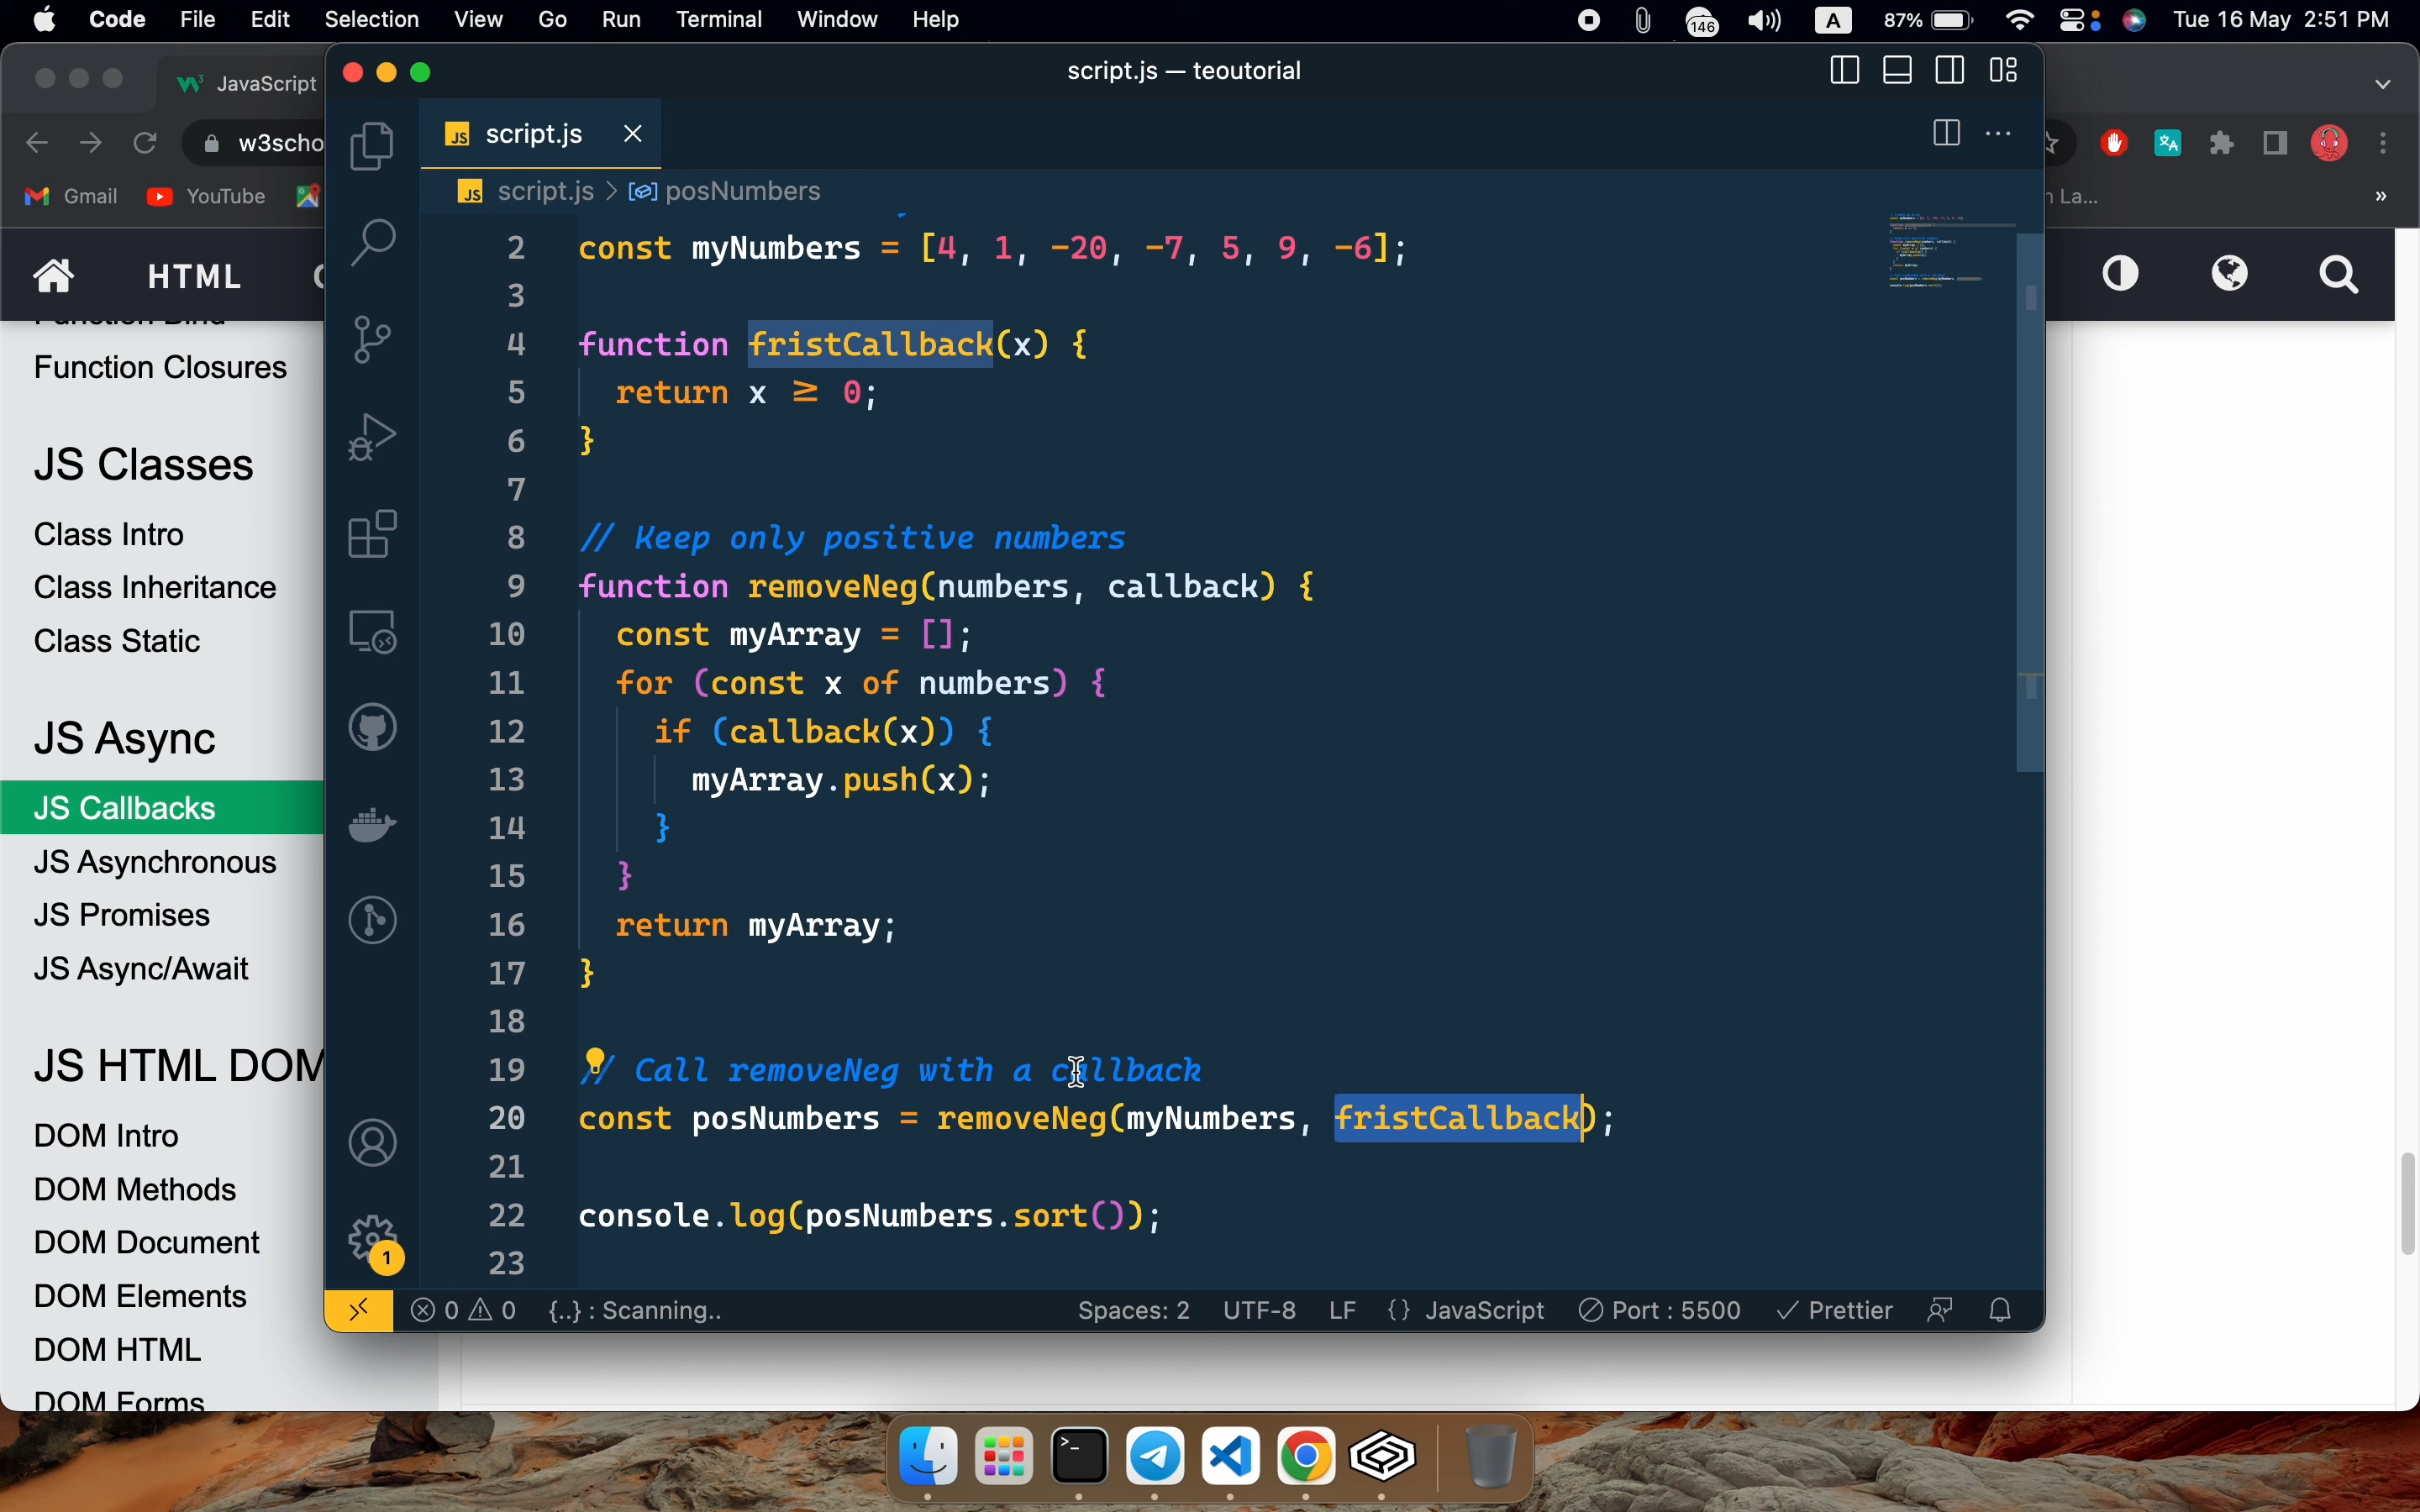 Code File Edit Selection View Go Run Terminal Window Help
146 A 87% Tue 16 May 2:51 PM
JavaScript
script.js — teoutorial
w3scho
JS script.js
Gmail YouTube
JS script.js > posNumbers
La...
HTML
Function Bind
Function Closures
JS Classes
Class Intro
Class Inheritance
Class Static
JS Async
JS Callbacks
JS Asynchronous
JS Promises
JS Async/Await
JS HTML DOM
DOM Intro
DOM Methods
DOM Document
DOM Elements
DOM HTML
DOM Forms
2 const myNumbers = [4, 1, -20, -7, 5, 9, -6];
3
4 function fristCallback(x) {
5 return x ≥ 0;
6 }
7
8 // Keep only positive numbers
9 function removeNeg(numbers, callback) {
10 const myArray = [];
11 for (const x of numbers) {
12 if (callback(x)) {
13 myArray.push(x);
14 }
15 }
16 return myArray;
17 }
18
19 // Call removeNeg with a callback
20 const posNumbers = removeNeg(myNumbers, fristCallback);
21
22 console.log(posNumbers.sort());
23
1
0 0 {..} : Scanning.. Spaces: 2 UTF-8 LF {} JavaScript Port : 5500 Prettier